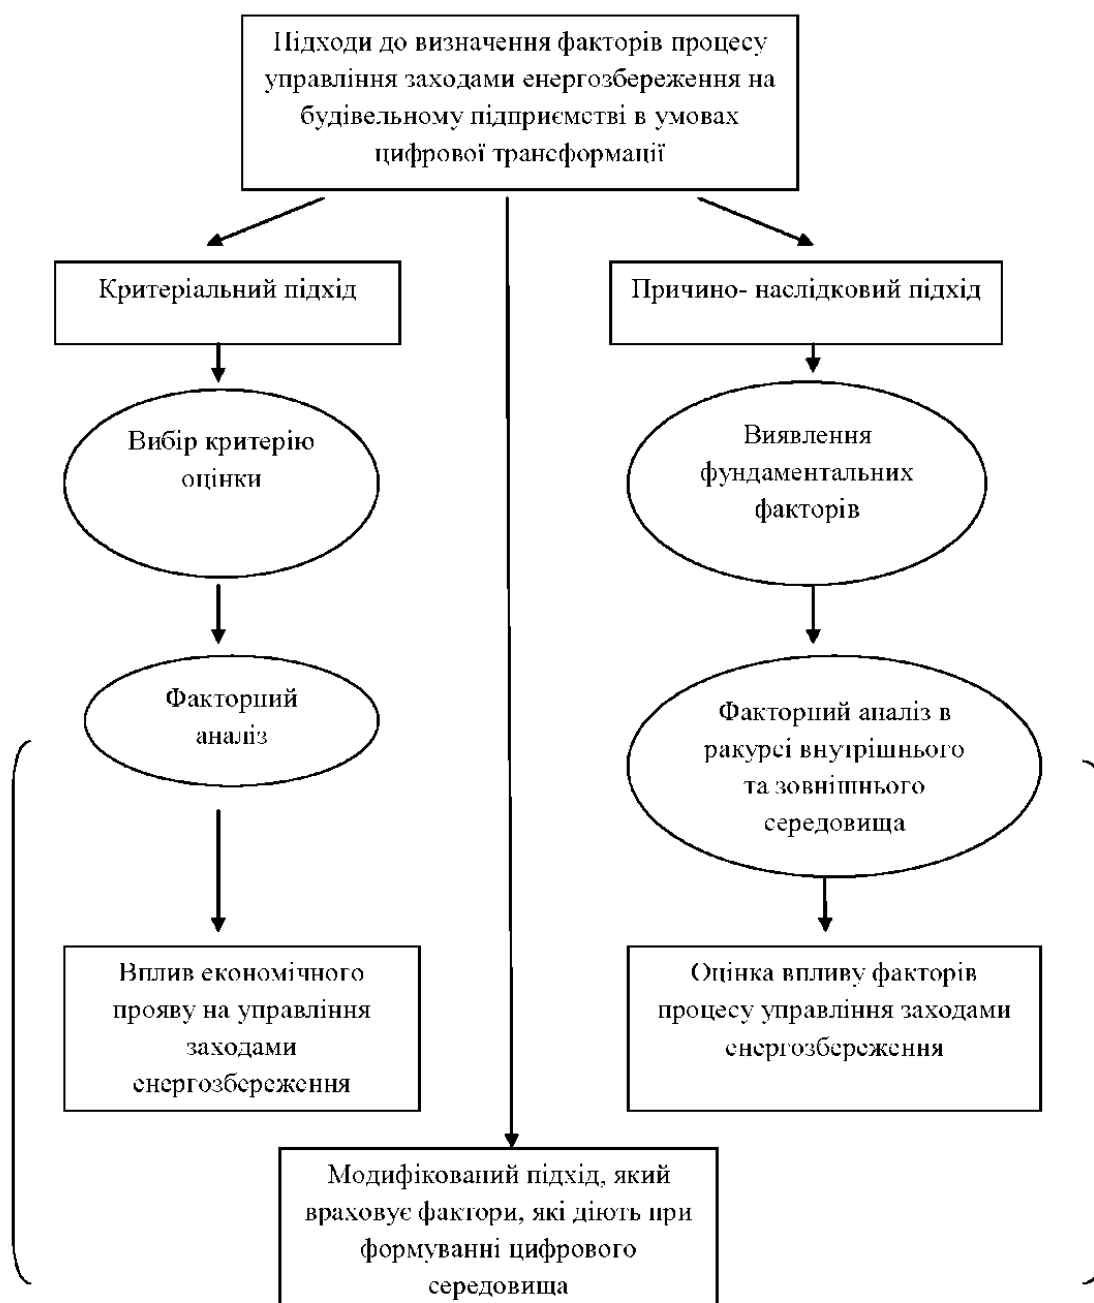 Підходи до визначення факторів процесу
управління заходами енергозбереження на
будівельному підприємстві в умовах
цифрової трансформації
Критеріальний підхід
Причино- наслідковий підхід
Вибір критерію
оцінки
Виявлення
фундаментальних
факторів
Факторний
аналіз
Факторний аналіз в
ракурсі внутрішнього
та зовнішнього
середовища
Вплив економічного
прояву на управління
заходами
енергозбереження
Оцінка впливу факторів
процесу управління заходами
енергозбереження
Модифікований підхід, який
враховує фактори, які діють при
формуванні цифрового
середовища